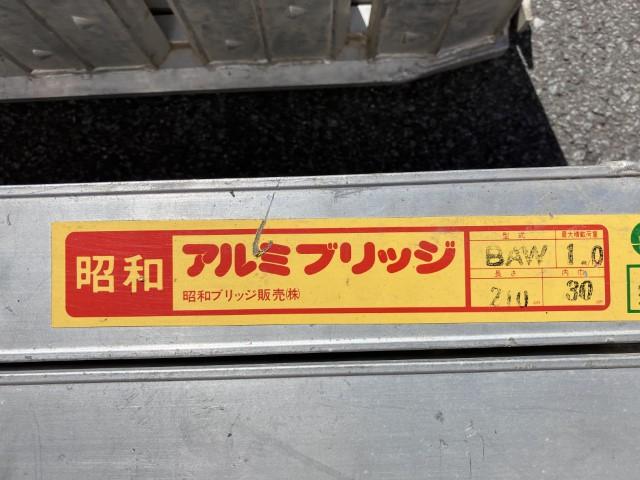 昭和
アルミブリッジ
昭和ブリッジ販売㈱
型式 最大積載荷重
BAW 1.0
長さ 内巾
210 30